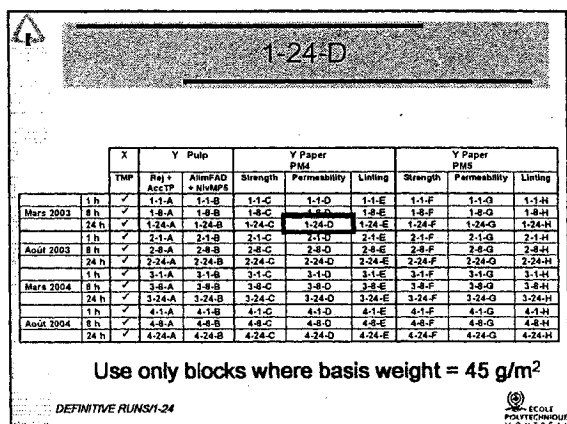 1-24-D
X Y Pulp Y Paper PM4 Y Paper PM5
TMP Rej + AccTP AlimFAD + NivMP5 Strength Permeability Linting Strength Permeability Linting
Mars 2003 1 h ✓ 1-1-A 1-1-B 1-1-C 1-1-D 1-1-E 1-1-F 1-1-G 1-1-H
8 h ✓ 1-8-A 1-8-B 1-8-C 1-8-D 1-8-E 1-8-F 1-8-G 1-8-H
24 h ✓ 1-24-A 1-24-B 1-24-C 1-24-D 1-24-E 1-24-F 1-24-G 1-24-H
Août 2003 1 h ✓ 2-1-A 2-1-B 2-1-C 2-1-D 2-1-E 2-1-F 2-1-G 2-1-H
8 h ✓ 2-8-A 2-8-B 2-8-C 2-8-D 2-8-E 2-8-F 2-8-G 2-8-H
24 h ✓ 2-24-A 2-24-B 2-24-C 2-24-D 2-24-E 2-24-F 2-24-G 2-24-H
Mars 2004 1 h ✓ 3-1-A 3-1-B 3-1-C 3-1-D 3-1-E 3-1-F 3-1-G 3-1-H
8 h ✓ 3-8-A 3-8-B 3-8-C 3-8-D 3-8-E 3-8-F 3-8-G 3-8-H
24 h ✓ 3-24-A 3-24-B 3-24-C 3-24-D 3-24-E 3-24-F 3-24-G 3-24-H
Août 2004 1 h ✓ 4-1-A 4-1-B 4-1-C 4-1-D 4-1-E 4-1-F 4-1-G 4-1-H
8 h ✓ 4-8-A 4-8-B 4-8-C 4-8-D 4-8-E 4-8-F 4-8-G 4-8-H
24 h ✓ 4-24-A 4-24-B 4-24-C 4-24-D 4-24-E 4-24-F 4-24-G 4-24-H
Use only blocks where basis weight = 45 g/m²
DEFINITIVE RUNS/1-24
ÉCOLE
POLYTECHNIQUE
MONTRÉAL